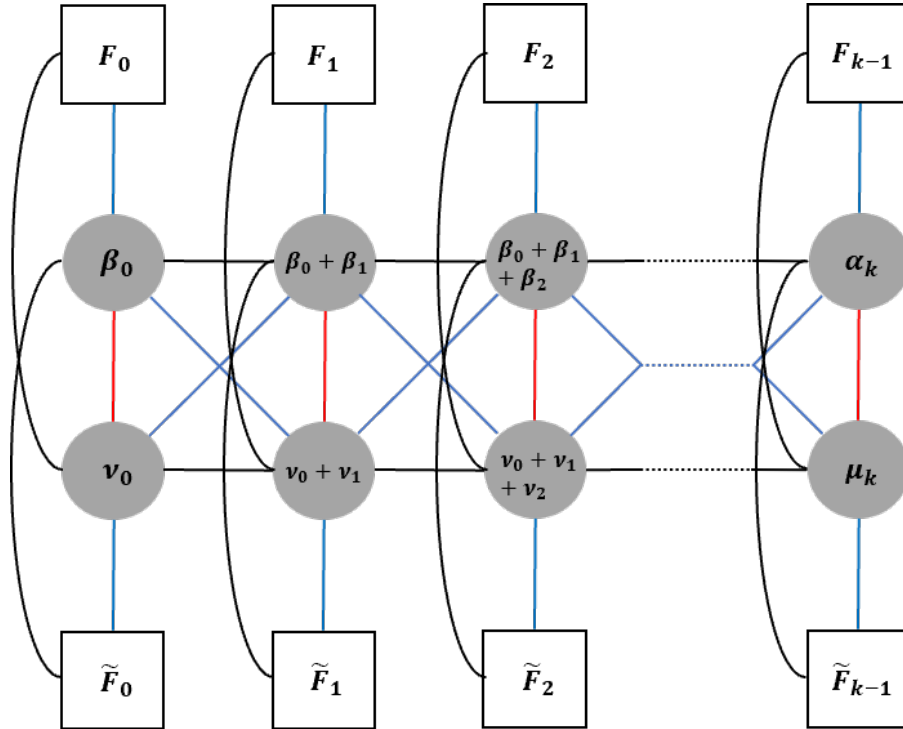 F₀ F₁ F₂ Fₖ₋₁
β₀ β₀ + β₁ β₀ + β₁ + β₂ αₖ
ν₀ ν₀ + ν₁ ν₀ + ν₁ + ν₂ μₖ
F̃₀ F̃₁ F̃₂ F̃ₖ₋₁